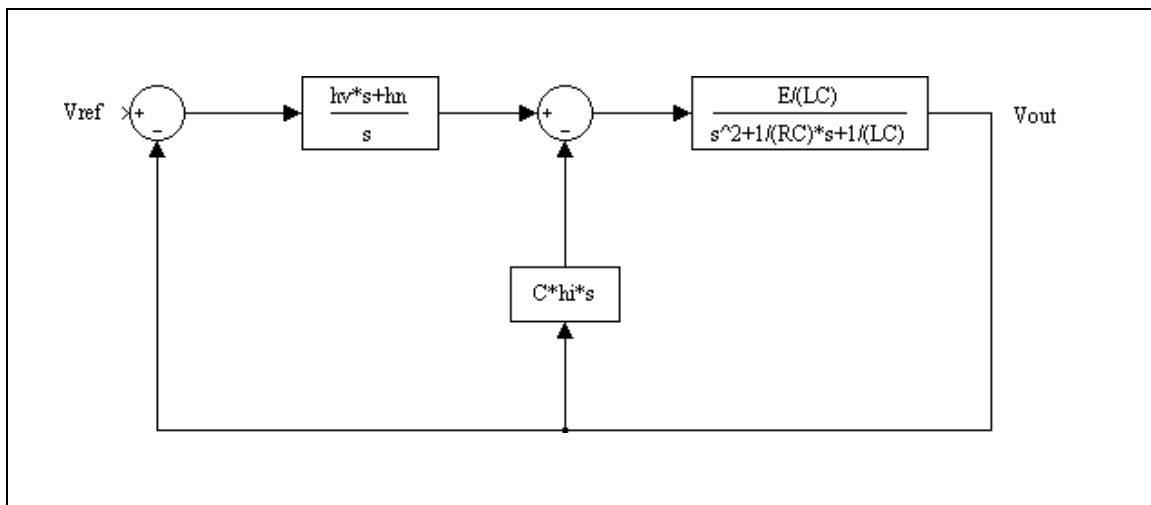 Vref
+
−
hv*s+hn
s
+
−
E/(LC)
s^2+1/(RC)*s+1/(LC)
Vout
C*hi*s